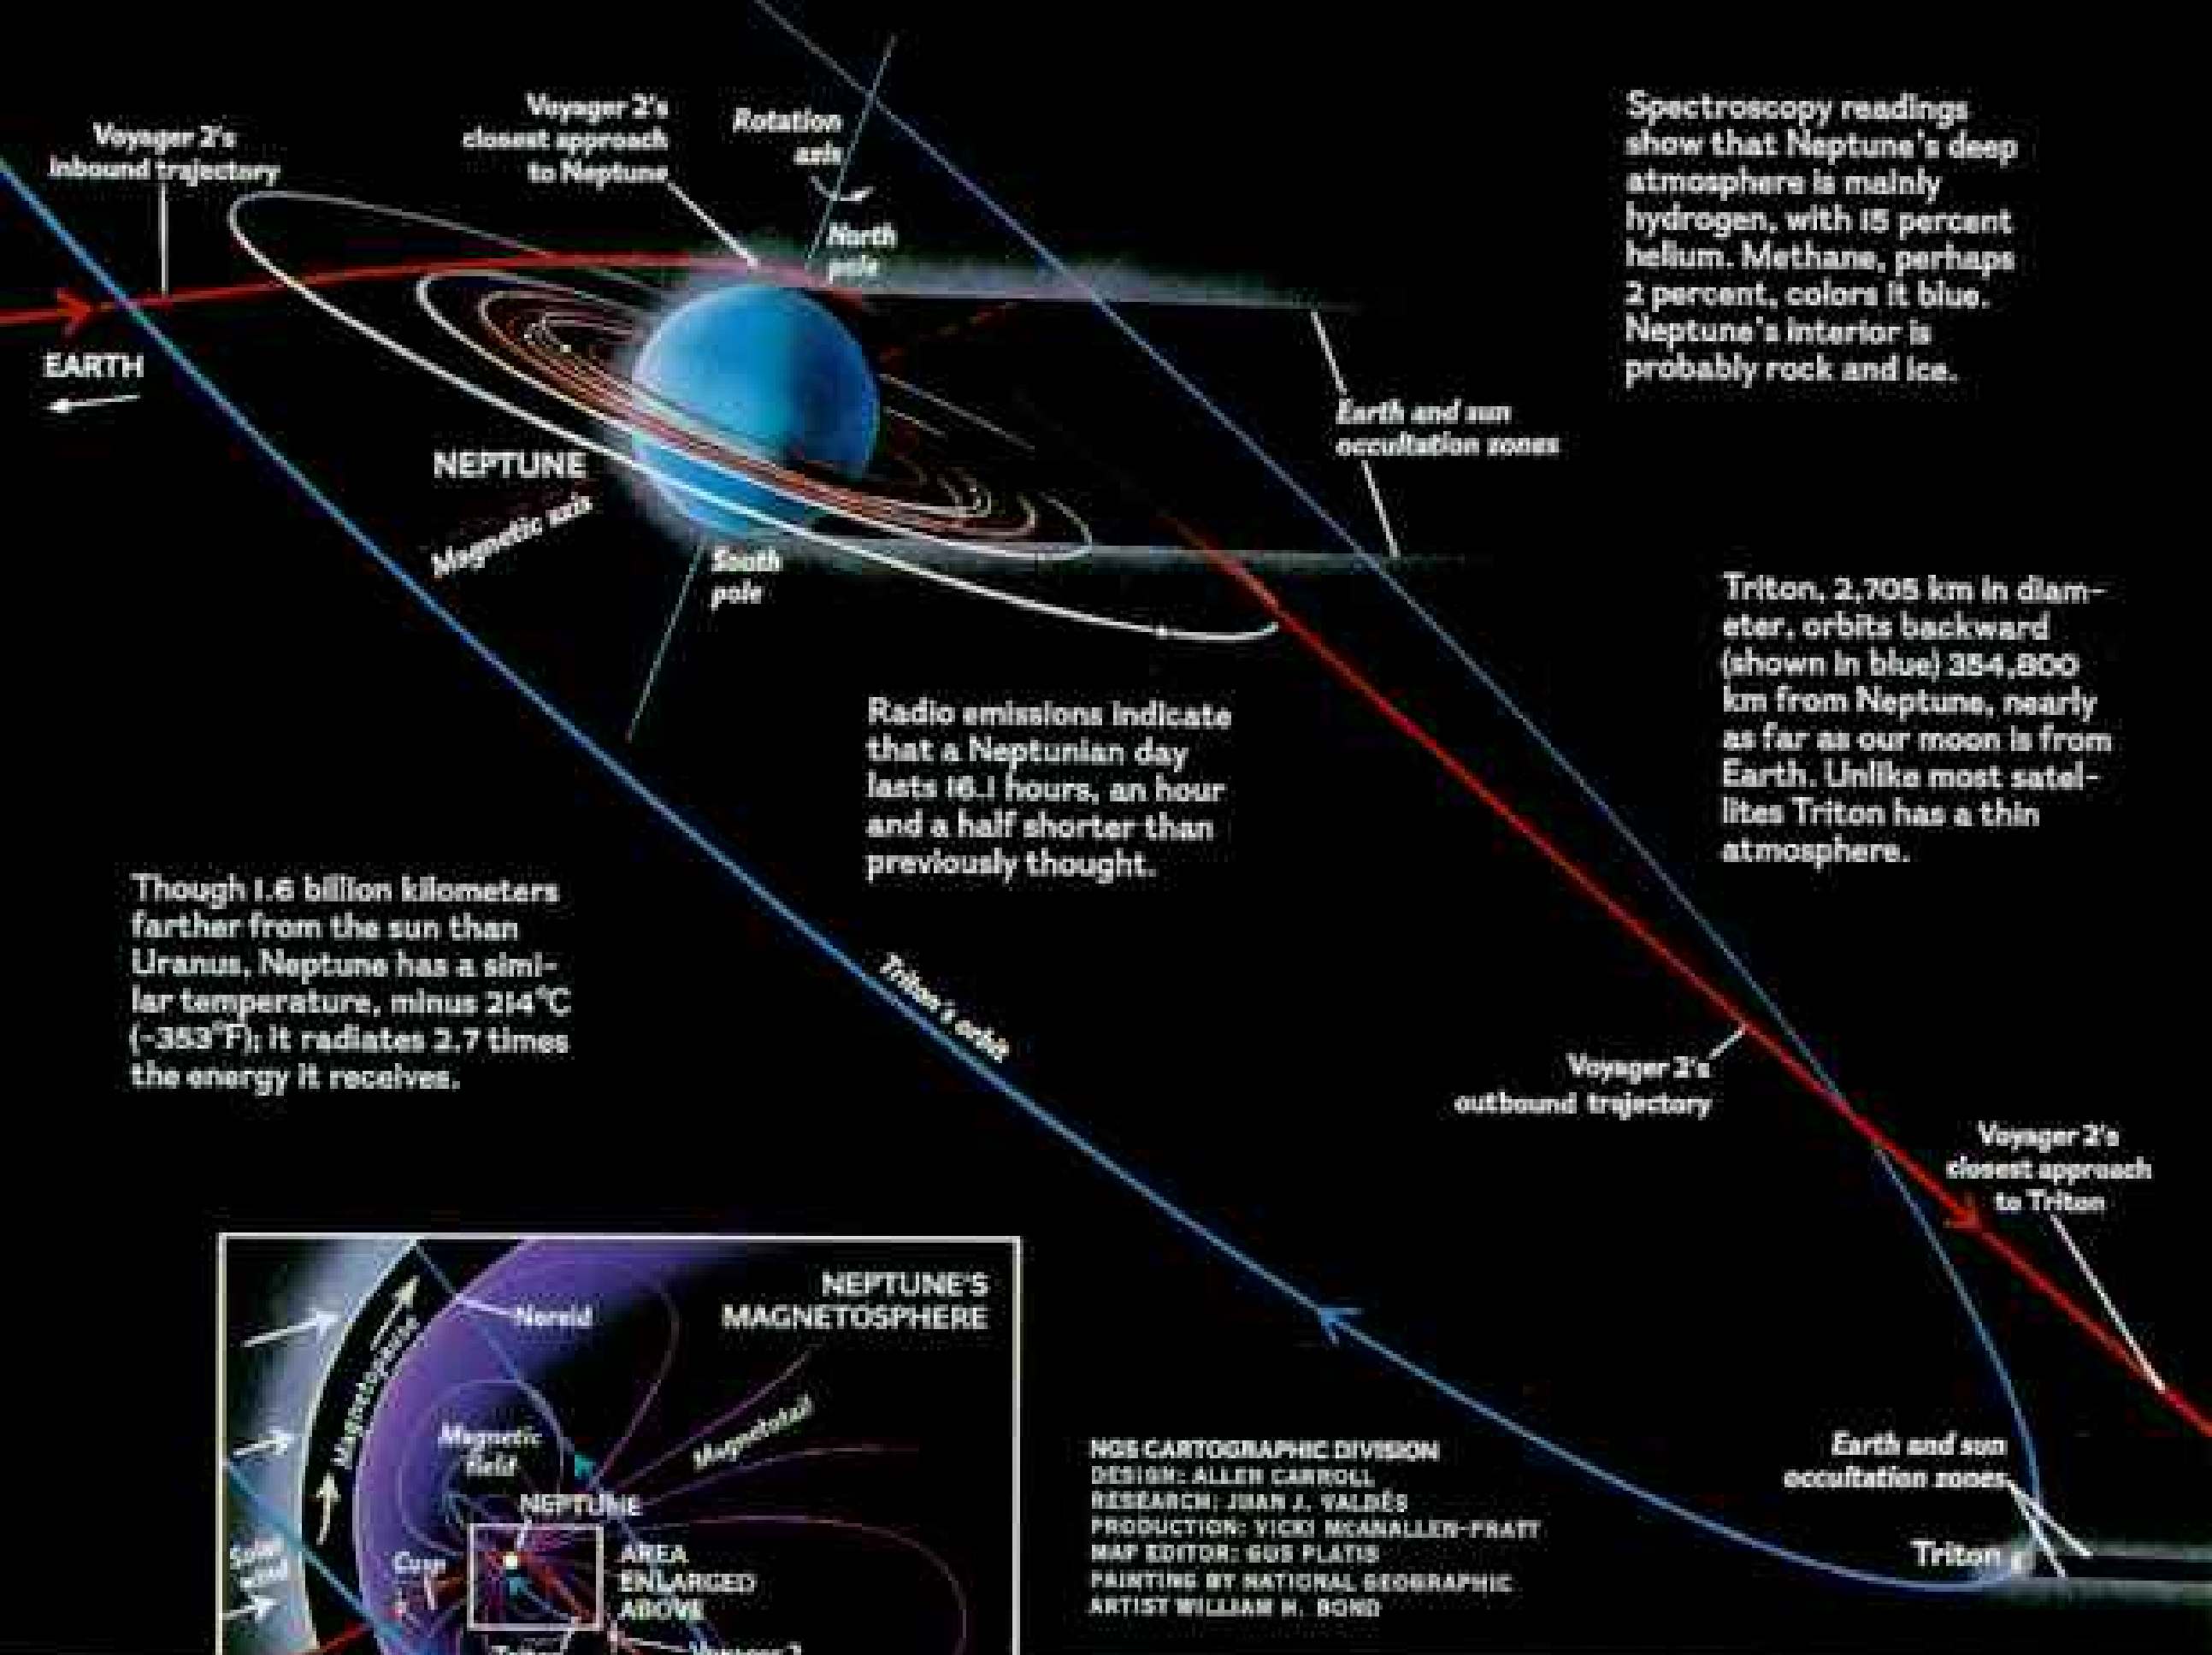 Voyager 2's
inbound trajectory
EARTH
Voyager 2's
closest approach
to Neptune
Rotation
axis
North
pole
NEPTUNE
Magnetic axis
South
pole
Earth and sun
occultation zones
Spectroscopy readings
show that Neptune's deep
atmosphere is mainly
hydrogen, with 15 percent
helium. Methane, perhaps
2 percent, colors it blue.
Neptune's interior is
probably rock and ice.
Triton, 2,705 km in diam-
eter, orbits backward
(shown in blue) 354,800
km from Neptune, nearly
as far as our moon is from
Earth. Unlike most satel-
lites Triton has a thin
atmosphere.
Radio emissions indicate
that a Neptunian day
lasts 16.1 hours, an hour
and a half shorter than
previously thought.
Though 1.6 billion kilometers
farther from the sun than
Uranus, Neptune has a simi-
lar temperature, minus 214°C
(-353°F); it radiates 2.7 times
the energy it receives.
Triton's orbit
Voyager 2's
outbound trajectory
Voyager 2's
closest approach
to Triton
Earth and sun
occultation zones
Triton
NEPTUNE'S
MAGNETOSPHERE
Nereid
Magnetopause
Magnetic
field
Magnetotail
NEPTUNE
Solar
wind
Cusp
AREA
ENLARGED
ABOVE
Triton
Voyager 2
NGS CARTOGRAPHIC DIVISION
DESIGN: ALLEN CARROLL
RESEARCH: JUAN J. VALDÉS
PRODUCTION: VICKI MCANALLEN-PRATT
MAP EDITOR: GUS PLATIS
PAINTING BY NATIONAL GEOGRAPHIC
ARTIST WILLIAM H. BOND